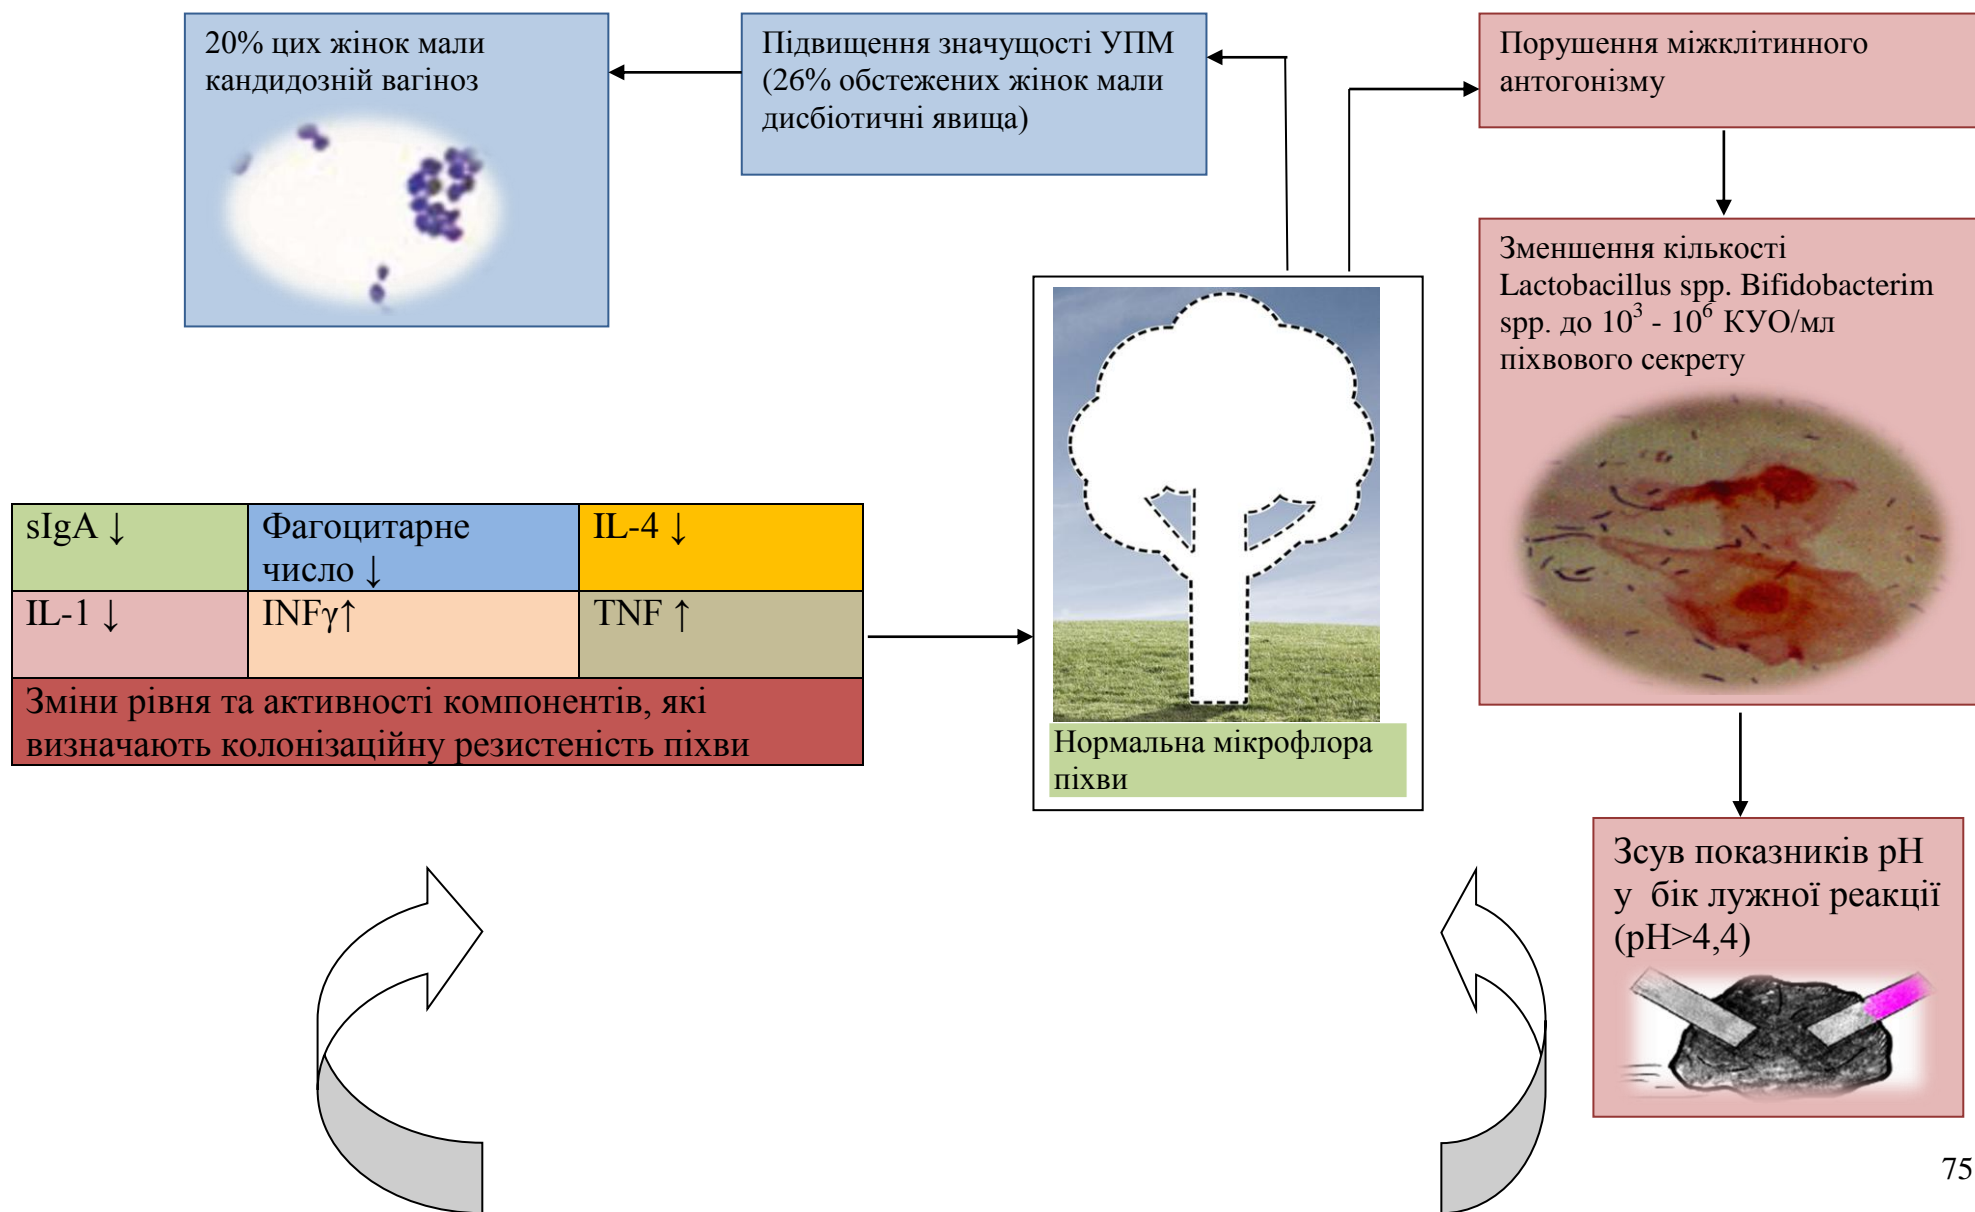 20% цих жінок мали
кандидозній вагіноз
Підвищення значущості УПМ
(26% обстежених жінок мали
дисбіотичні явища)
Порушення міжклітинного
антогонізму
Зменшення кількості
Lactobacillus spp. Bifidobacterim
spp. до 10³ - 10⁶ КУО/мл
піхвового секрету
sIgA ↓
Фагоцитарне
число ↓
IL-4 ↓
IL-1 ↓
INFγ↑
TNF ↑
Зміни рівня та активності компонентів, які
визначають колонізаційну резистеність піхви
Нормальна мікрофлора
піхви
Зсув показників рН
у бік лужної реакції
(рН>4,4)
75